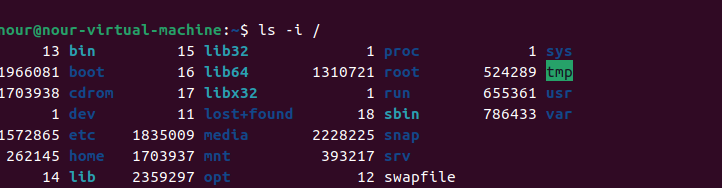 nour@nour-virtual-machine:~$ ls -i /
13 bin 15 lib32 1 proc 1 sys
1966081 boot 16 lib64 1310721 root 524289 tmp
1703938 cdrom 17 libx32 1 run 655361 usr
1 dev 11 lost+found 18 sbin 786433 var
1572865 etc 1835009 media 2228225 snap
262145 home 1703937 mnt 393217 srv
14 lib 2359297 opt 12 swapfile